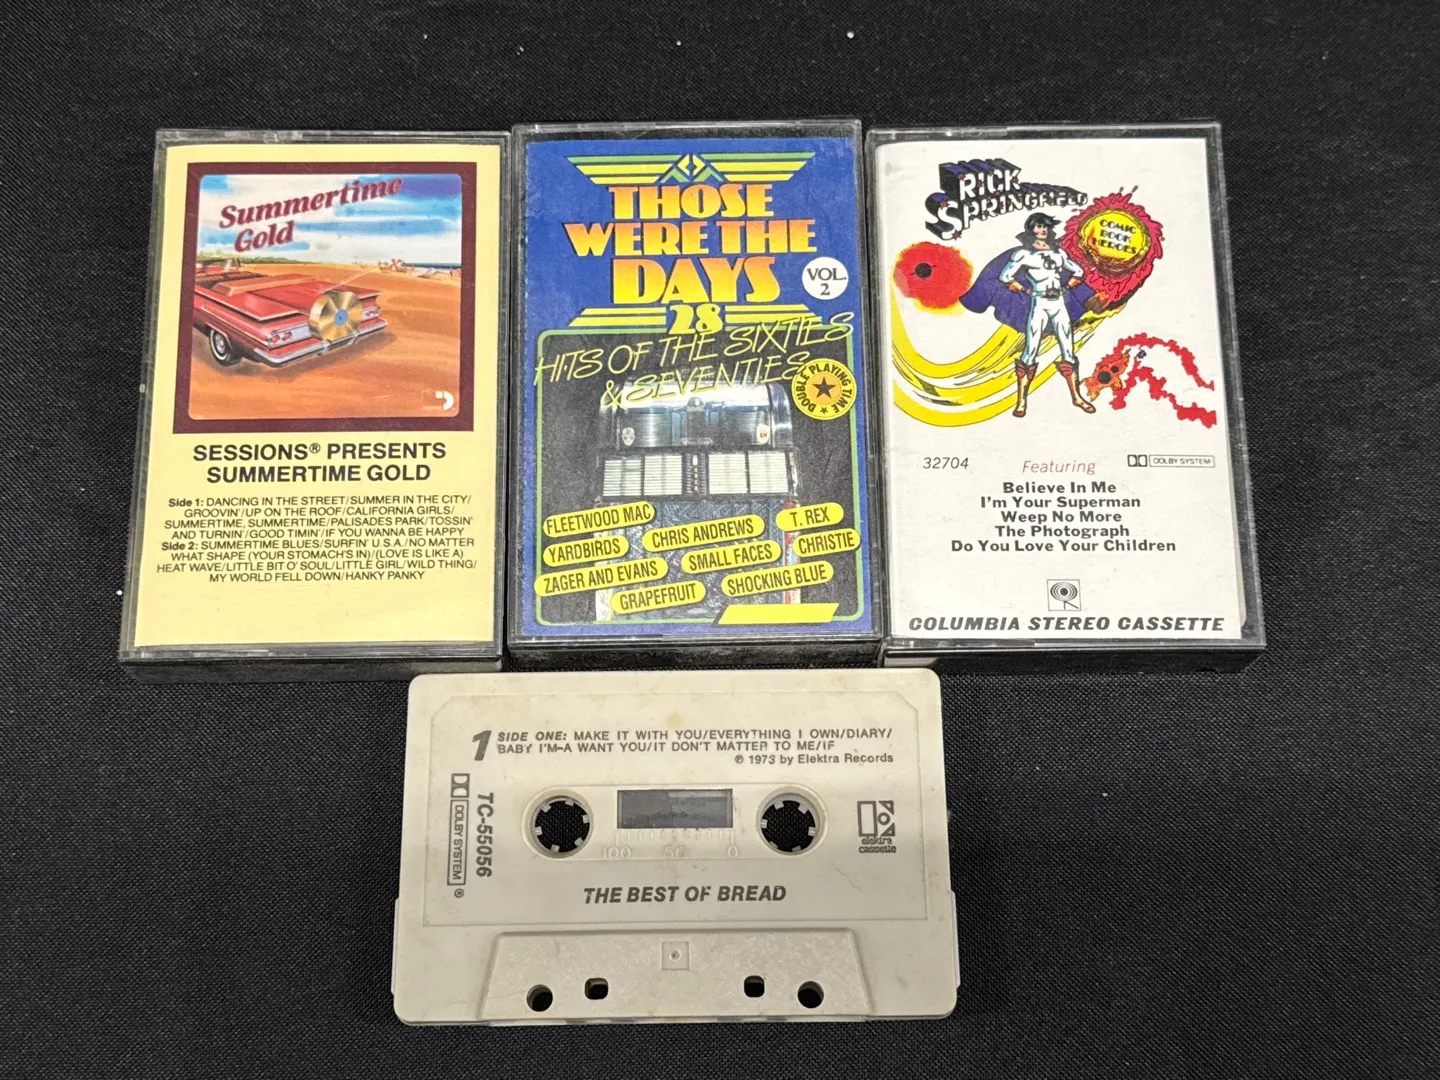 Summertime
Gold
SESSIONS® PRESENTS
SUMMERTIME GOLD
Side 1: DANCING IN THE STREET/SUMMER IN THE CITY/
GROOVIN'/UP ON THE ROOF/CALIFORNIA GIRLS/
SUMMERTIME, SUMMERTIME/PALISADES PARK/TOSSIN'
AND TURNIN'/GOOD TIMIN'/IF YOU WANNA BE HAPPY
Side 2: SUMMERTIME BLUES/SURFIN' U.S.A./NO MATTER
WHAT SHAPE (YOUR STOMACH'S IN)/(LOVE IS LIKE A)
HEAT WAVE/LITTLE BIT O' SOUL/LITTLE GIRL/WILD THING/
MY WORLD FELL DOWN/HANKY PANKY
THOSE
WERE THE
DAYS
VOL.
2
28
HITS OF THE SIXTIES
& SEVENTIES
DOUBLE PLAYING TIME
FLEETWOOD MAC
CHRIS ANDREWS
T. REX
YARDBIRDS
SMALL FACES
CHRISTIE
ZAGER AND EVANS
GRAPEFRUIT
SHOCKING BLUE
RICK
SPRINGFIELD
COMIC
BOOK
HEROES
32704
Featuring
DOLBY SYSTEM
Believe In Me
I'm Your Superman
Weep No More
The Photograph
Do You Love Your Children
COLUMBIA STEREO CASSETTE
1 SIDE ONE: MAKE IT WITH YOU/EVERYTHING I OWN/DIARY/
BABY I'M-A WANT YOU/IT DON'T MATTER TO ME/IF
℗ 1973 by Elektra Records
DOLBY SYSTEM ®
TC-55056
elektra
cassette
100 50 0
THE BEST OF BREAD